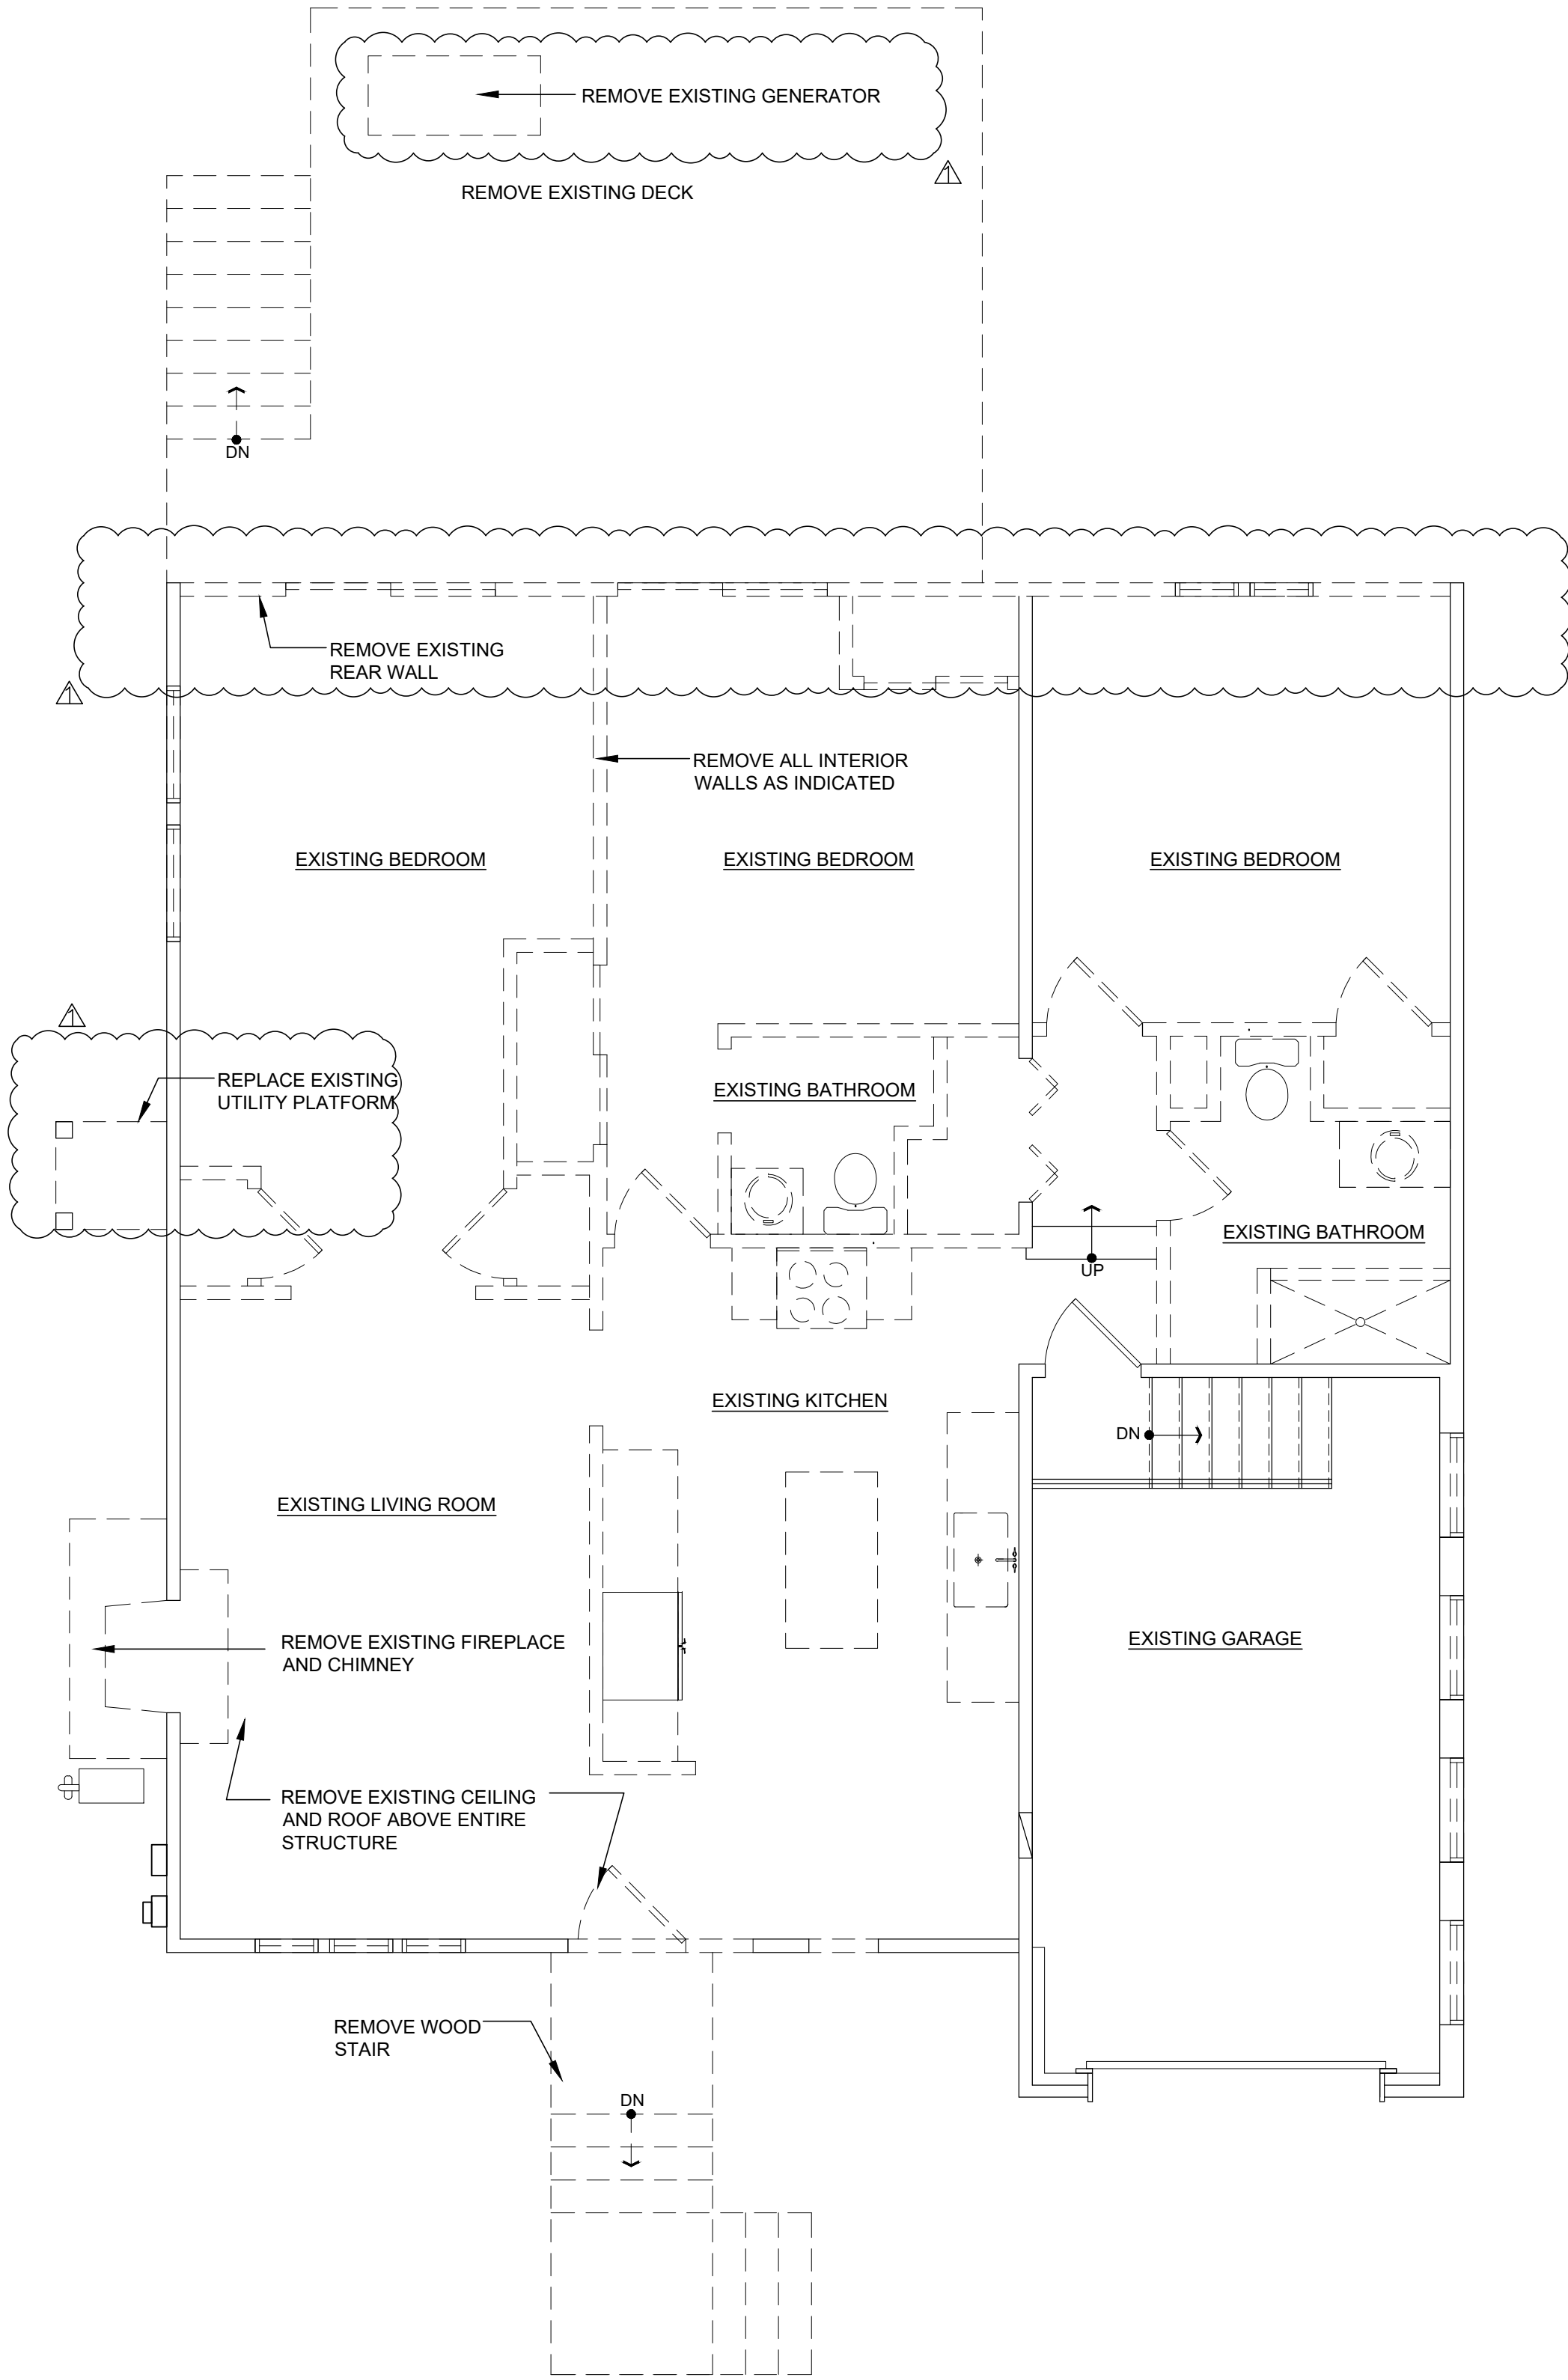 REMOVE EXISTING GENERATOR
1
REMOVE EXISTING DECK
DN
REMOVE EXISTING
REAR WALL
1
REMOVE ALL INTERIOR
WALLS AS INDICATED
EXISTING BEDROOM
EXISTING BEDROOM
EXISTING BEDROOM
1
REPLACE EXISTING
UTILITY PLATFORM
EXISTING BATHROOM
EXISTING BATHROOM
UP
EXISTING KITCHEN
DN
EXISTING LIVING ROOM
REMOVE EXISTING FIREPLACE
AND CHIMNEY
EXISTING GARAGE
REMOVE EXISTING CEILING
AND ROOF ABOVE ENTIRE
STRUCTURE
REMOVE WOOD
STAIR
DN